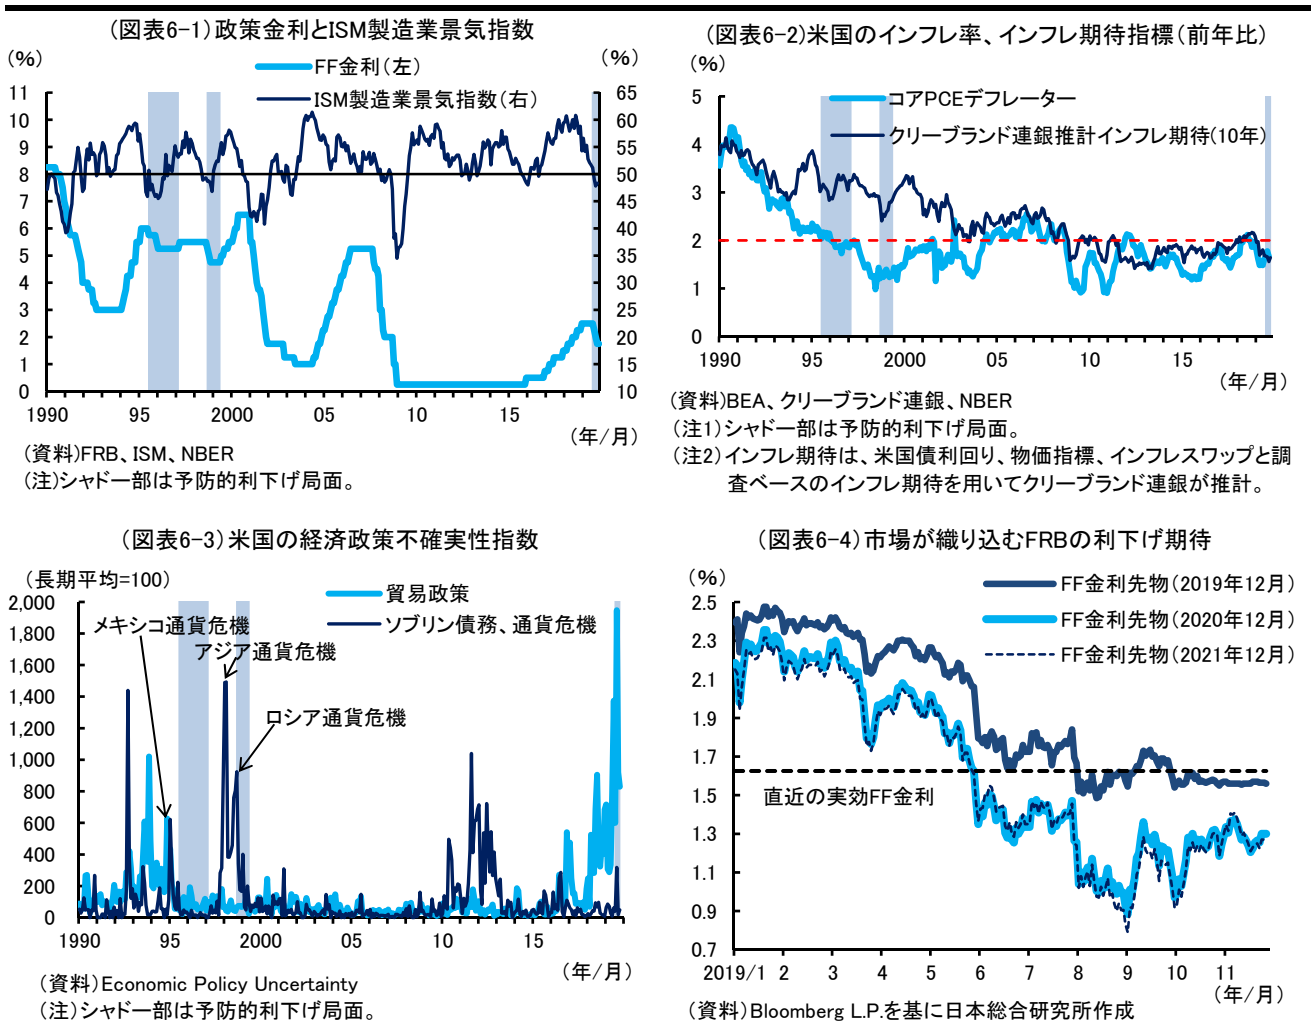 (図表6-1)政策金利とISM製造業景気指数
(%)
(%)
FF金利(左)
ISM製造業景気指数(右)
11
10
9
8
7
6
5
4
3
2
1
0
65
60
55
50
45
40
35
30
25
20
15
10
1990
95
2000
05
10
15
(年/月)
(資料)FRB、ISM、NBER
(注)シャドー部は予防的利下げ局面。
(図表6-2)米国のインフレ率、インフレ期待指標(前年比)
(%)
コアPCEデフレーター
クリーブランド連銀推計インフレ期待(10年)
5
4
3
2
1
0
1990
95
2000
05
10
15
(年/月)
(資料)BEA、クリーブランド連銀、NBER
(注1)シャドー部は予防的利下げ局面。
(注2)インフレ期待は、米国債利回り、物価指標、インフレスワップと調
査ベースのインフレ期待を用いてクリーブランド連銀が推計。
(図表6-3)米国の経済政策不確実性指数
(長期平均=100)
貿易政策
ソブリン債務、通貨危機
メキシコ通貨危機
アジア通貨危機
ロシア通貨危機
2,000
1,800
1,600
1,400
1,200
1,000
800
600
400
200
0
1990
95
2000
05
10
15
(年/月)
(資料)Economic Policy Uncertainty
(注)シャドー部は予防的利下げ局面。
(図表6-4)市場が織り込むFRBの利下げ期待
(%)
FF金利先物(2019年12月)
FF金利先物(2020年12月)
FF金利先物(2021年12月)
2.5
2.3
2.1
1.9
1.7
1.5
1.3
1.1
0.9
0.7
直近の実効FF金利
2019/1
2
3
4
5
6
7
8
9
10
11
(年/月)
(資料)Bloomberg L.P.を基に日本総合研究所作成